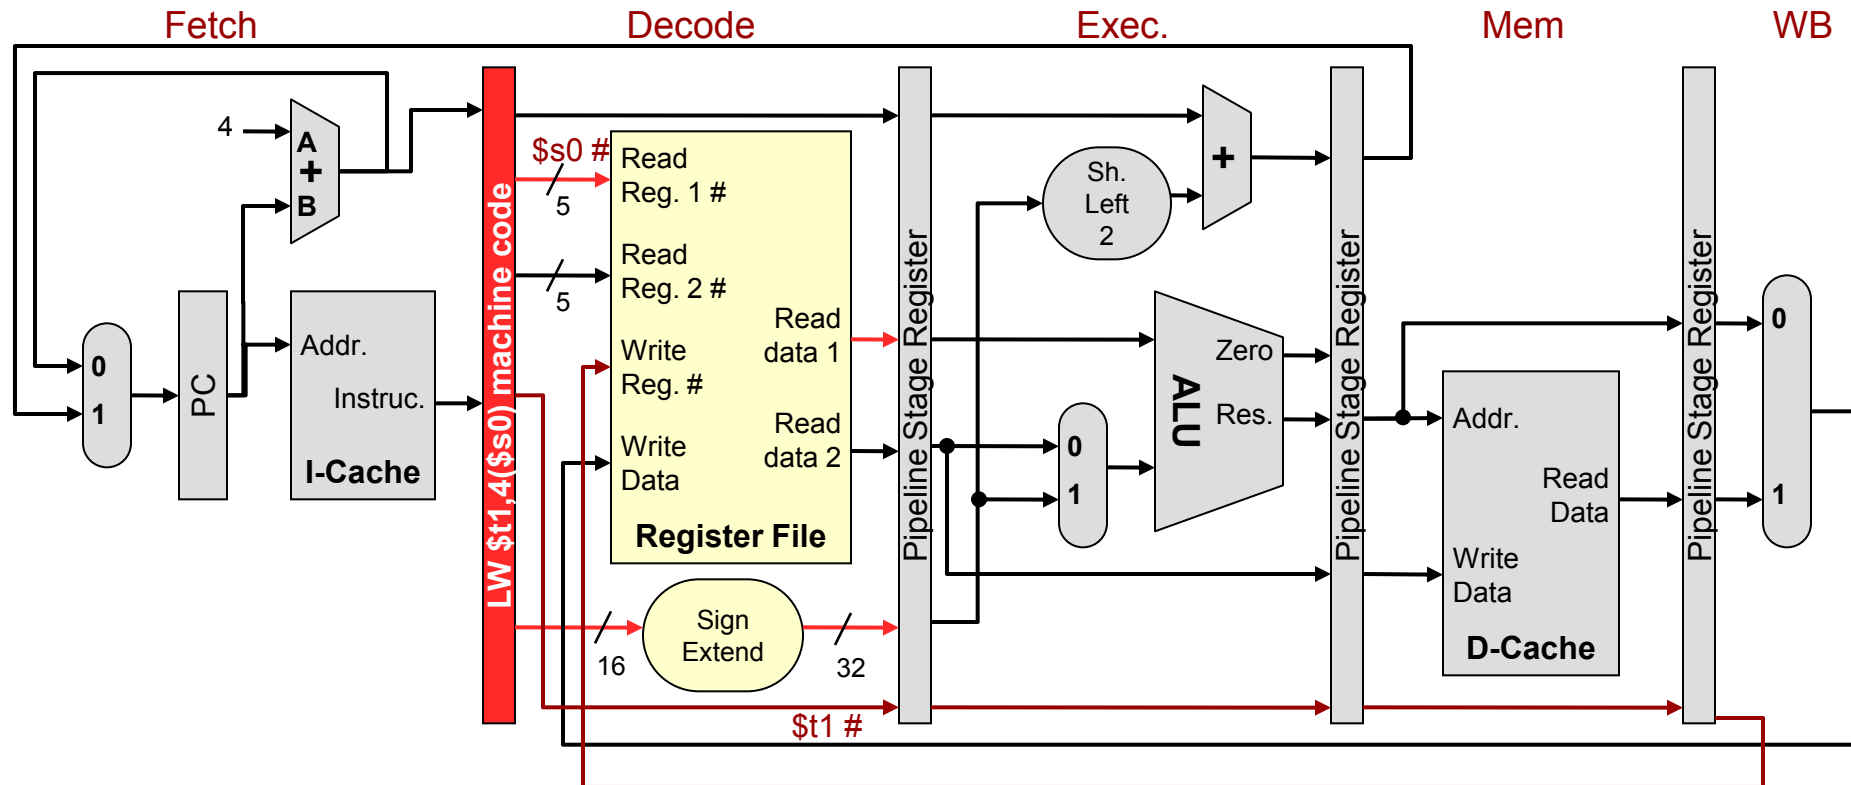 Fetch
Decode
Exec.
Mem
WB
4
A
+
B
0
1
PC
Addr.
Instruc.
I-Cache
LW $t1,4($s0) machine code
$s0 #
5
5
Read
Reg. 1 #
Read
Reg. 2 #
Write
Reg. #
Write
Data
Read
data 1
Read
data 2
Register File
16
Sign
Extend
32
$t1 #
Pipeline Stage Register
Sh.
Left
2
+
0
1
ALU
Zero
Res.
Pipeline Stage Register
Addr.
Read
Data
Write
Data
D-Cache
Pipeline Stage Register
0
1